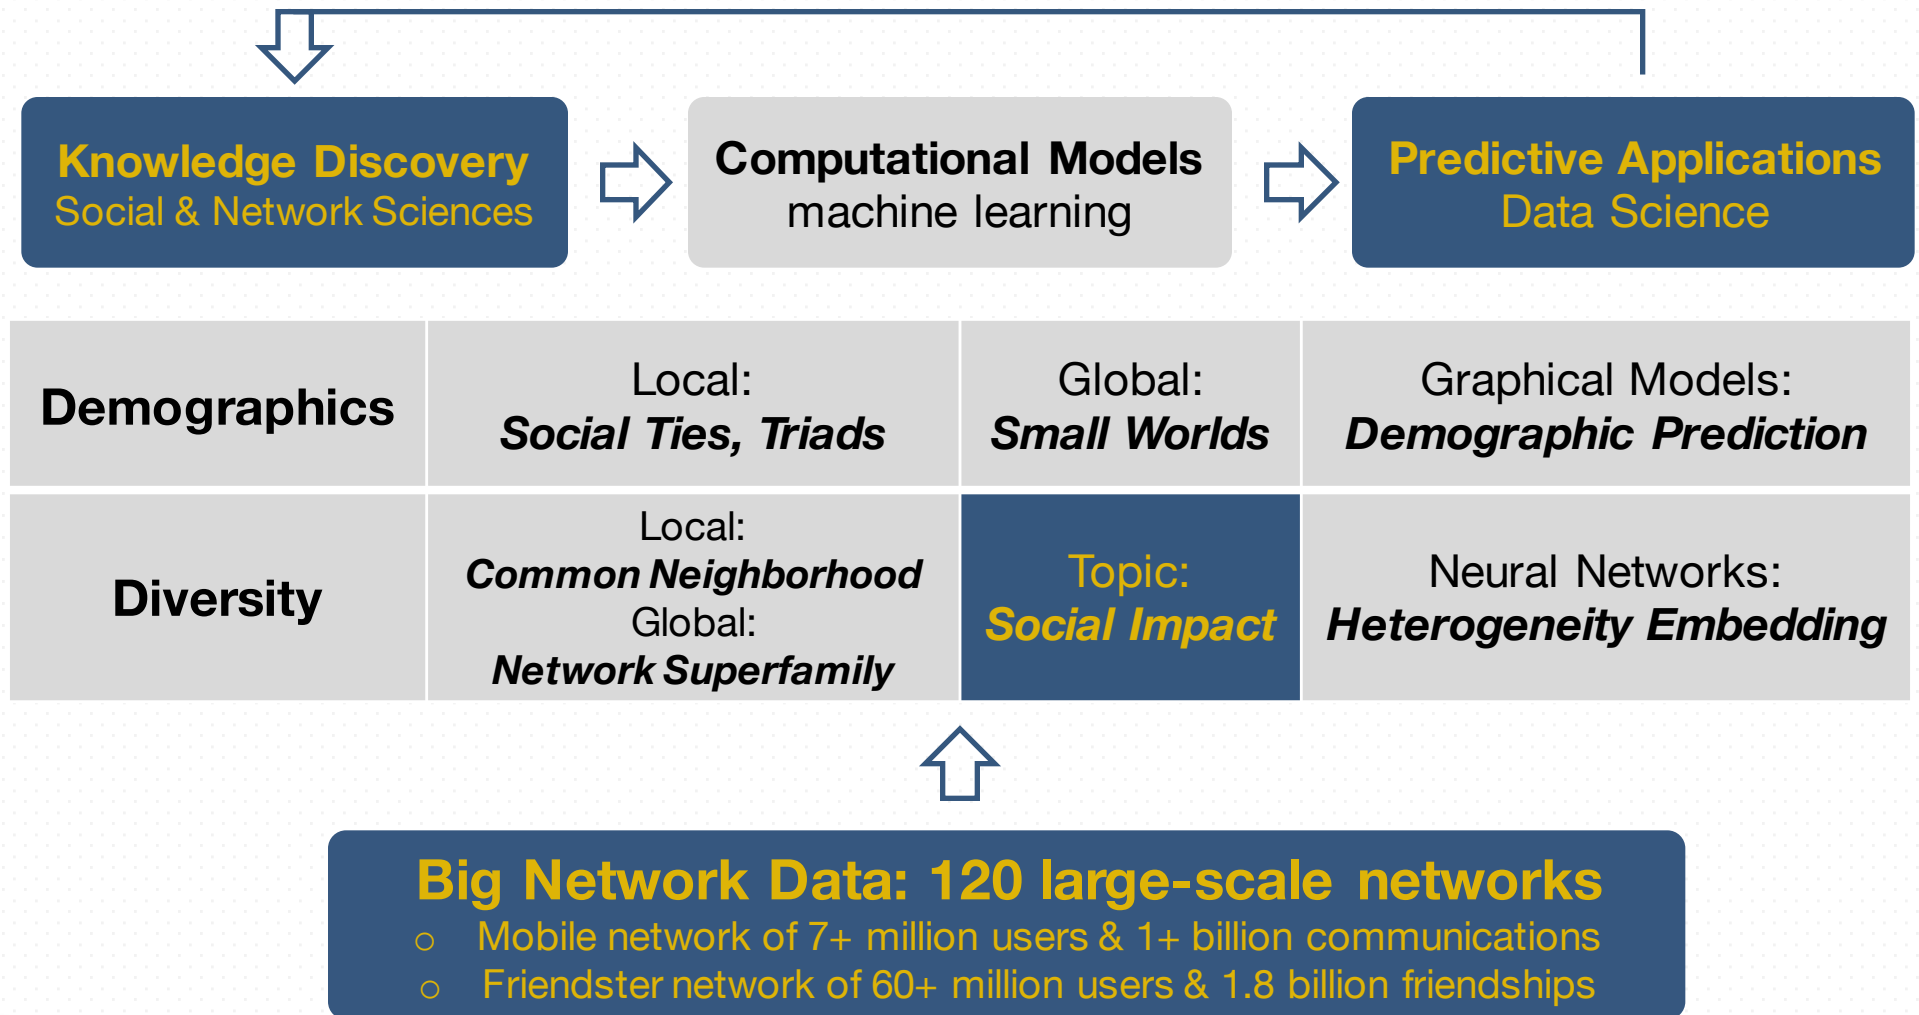 Knowledge Discovery
Social & Network Sciences
Computational Models
machine learning
Predictive Applications
Data Science
Demographics
Local:
Social Ties, Triads
Global:
Small Worlds
Graphical Models:
Demographic Prediction
Diversity
Local:
Common Neighborhood
Global:
Network Superfamily
Topic:
Social Impact
Neural Networks:
Heterogeneity Embedding
Big Network Data: 120 large-scale networks
○ Mobile network of 7+ million users & 1+ billion communications
○ Friendster network of 60+ million users & 1.8 billion friendships